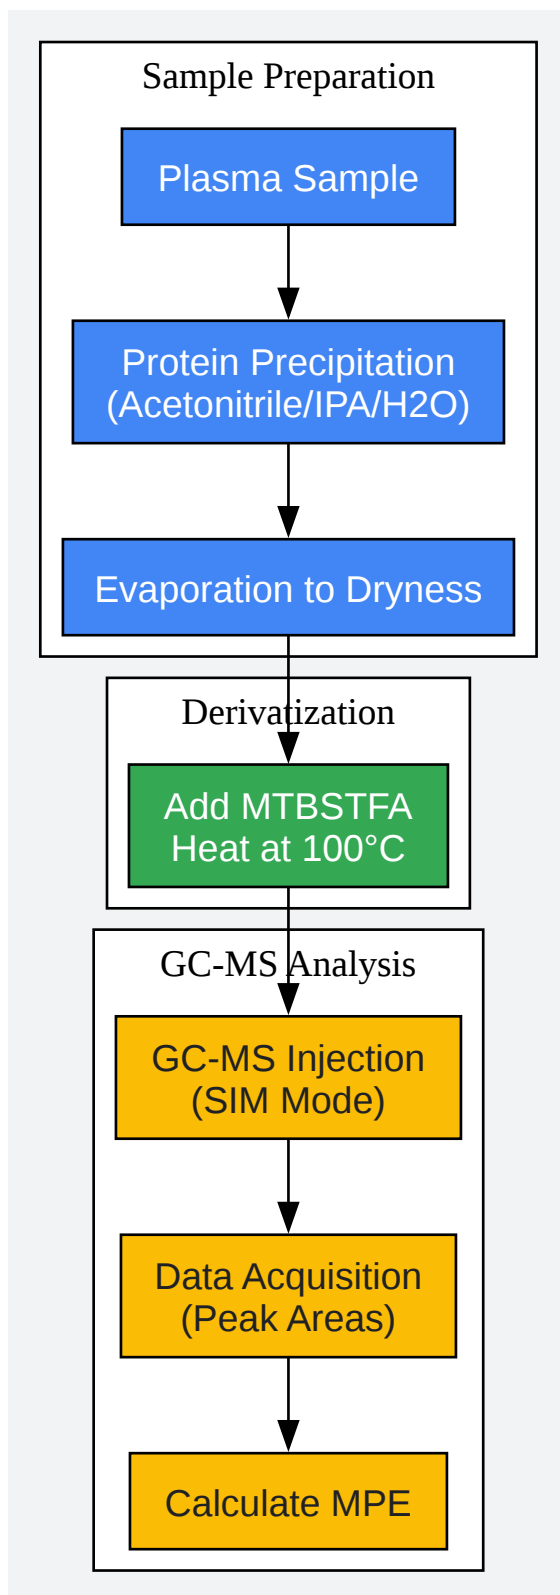 Sample Preparation
Plasma Sample
Protein Precipitation
(Acetonitrile/IPA/H2O)
Evaporation to Dryness
Derivatization
Add MTBSTFA
Heat at 100°C
GC-MS Analysis
GC-MS Injection
(SIM Mode)
Data Acquisition
(Peak Areas)
Calculate MPE